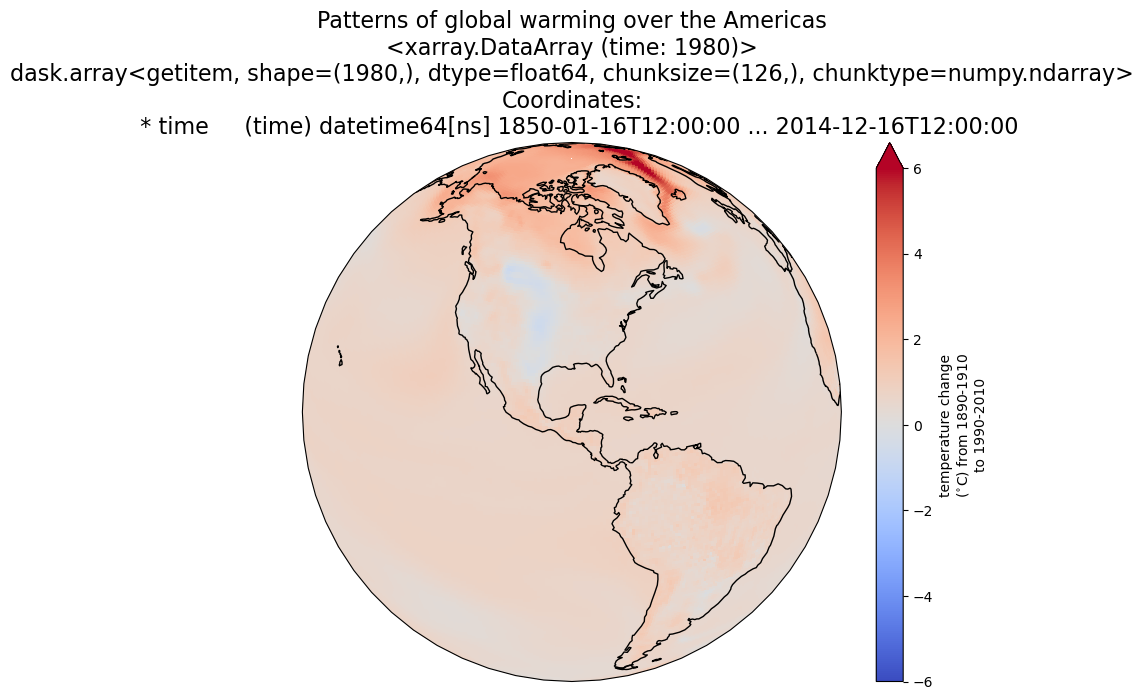 Patterns of global warming over the Americas
<xarray.DataArray (time: 1980)>
dask.array<getitem, shape=(1980,), dtype=float64, chunksize=(126,), chunktype=numpy.ndarray>
Coordinates:
* time     (time) datetime64[ns] 1850-01-16T12:00:00 ... 2014-12-16T12:00:00
6
4
2
0
−2
−4
−6
temperature change
(°C) from 1890-1910
to 1990-2010